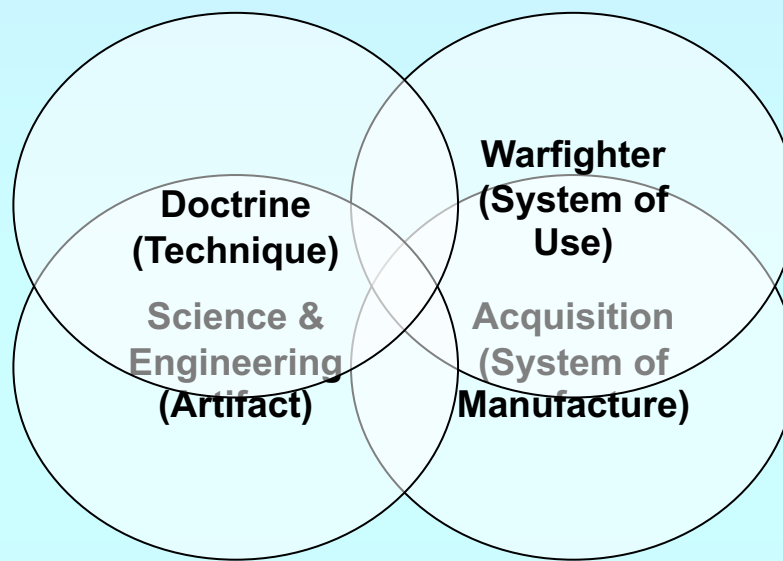 Doctrine
(Technique)
Warfighter
(System of
Use)
Science &
Engineering
(Artifact)
Acquisition
(System of
Manufacture)